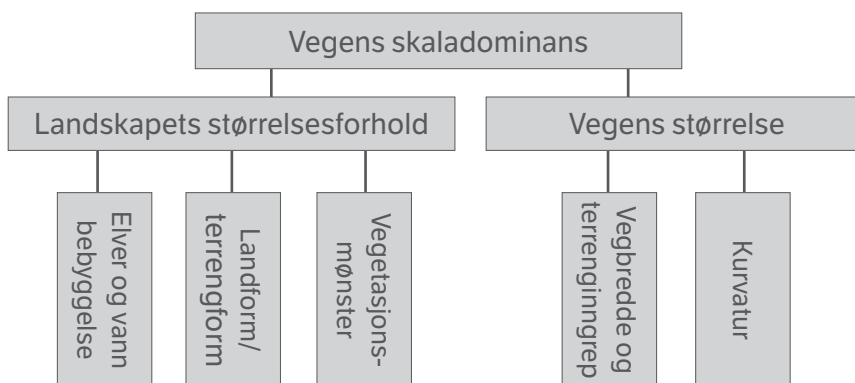 Vegens skaladominans
Landskapets størrelsesforhold
Vegens størrelse
Elver og vann
bebyggelse
Landform/
terrengform
Vegetasjons-
mønster
Vegbredde og
terrenginngrep
Kurvatur